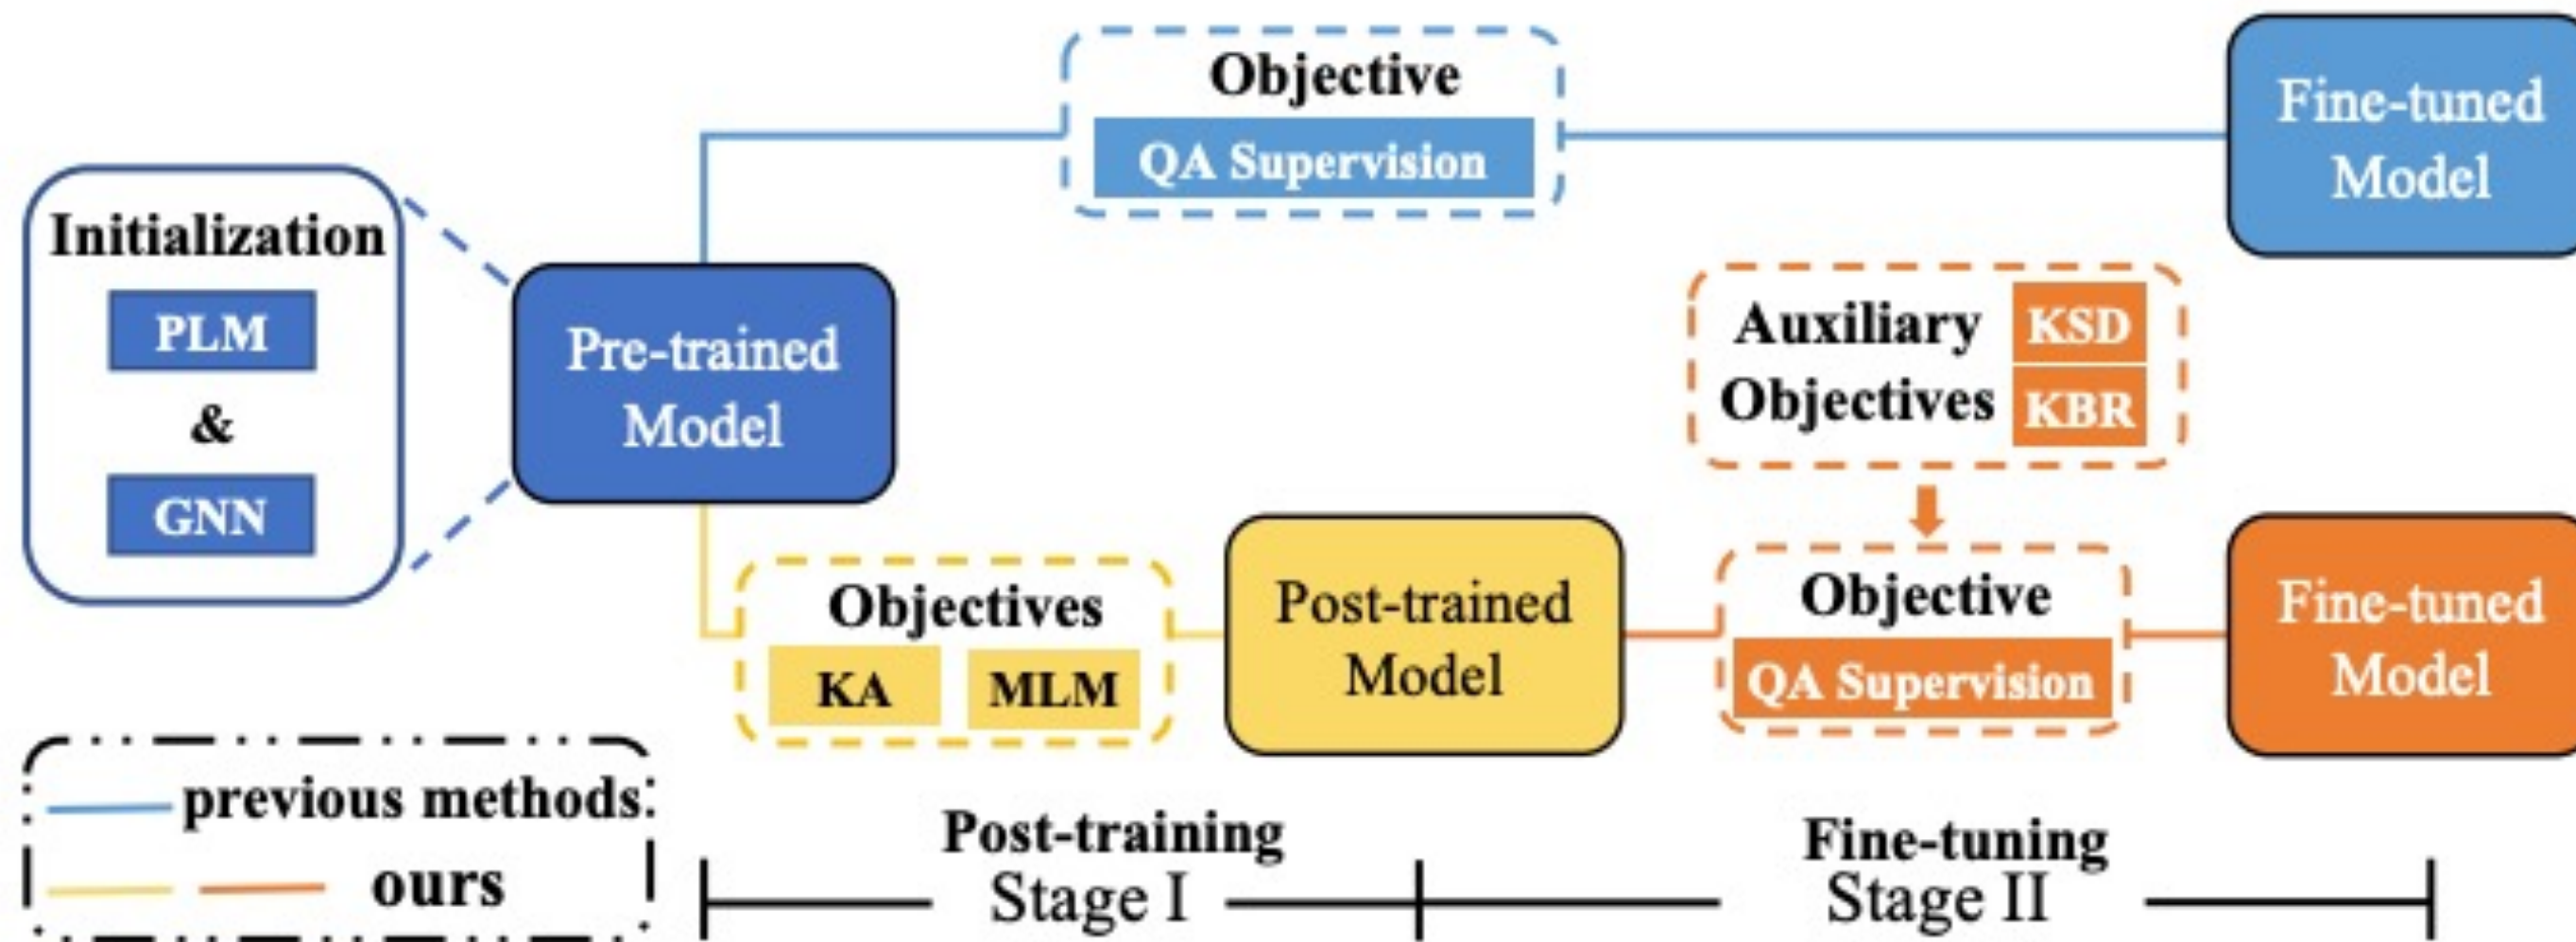 Objective
QA Supervision
Fine-tuned
Model
Initialization
PLM
&
GNN
Pre-trained
Model
Auxiliary KSD
Objectives KBR
Objectives
KA MLM
Post-trained
Model
Objective
QA Supervision
Fine-tuned
Model
previous methods
ours
Post-training
Stage I
Fine-tuning
Stage II